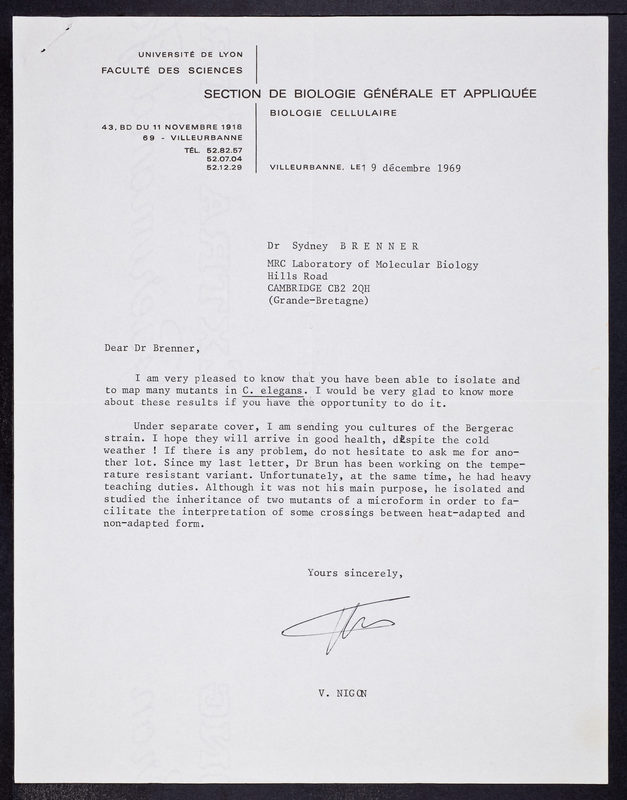 UNIVERSITÉ DE LYON
FACULTÉ DES SCIENCES
SECTION DE BIOLOGIE GÉNÉRALE ET APPLIQUÉE
BIOLOGIE CELLULAIRE
43, BD DU 11 NOVEMBRE 1918
69 - VILLEURBANNE
TÉL. 52.82.57
52.07.04
52.12.29
VILLEURBANNE, LE1 9 décembre 1969
Dr Sydney B R E N N E R
MRC Laboratory of Molecular Biology
Hills Road
CAMBRIDGE CB2 2QH
(Grande-Bretagne)
Dear Dr Brenner,
I am very pleased to know that you have been able to isolate and
to map many mutants in C. elegans. I would be very glad to know more
about these results if you have the opportunity to do it.
Under separate cover, I am sending you cultures of the Bergerac
strain. I hope they will arrive in good health, despite the cold
weather ! If there is any problem, do not hesitate to ask me for ano-
ther lot. Since my last letter, Dr Brun has been working on the tempe-
rature resistant variant. Unfortunately, at the same time, he had heavy
teaching duties. Although it was not his main purpose, he isolated and
studied the inheritance of two mutants of a microform in order to fa-
cilitate the interpretation of some crossings between heat-adapted and
non-adapted form.
Yours sincerely,
V. NIGON